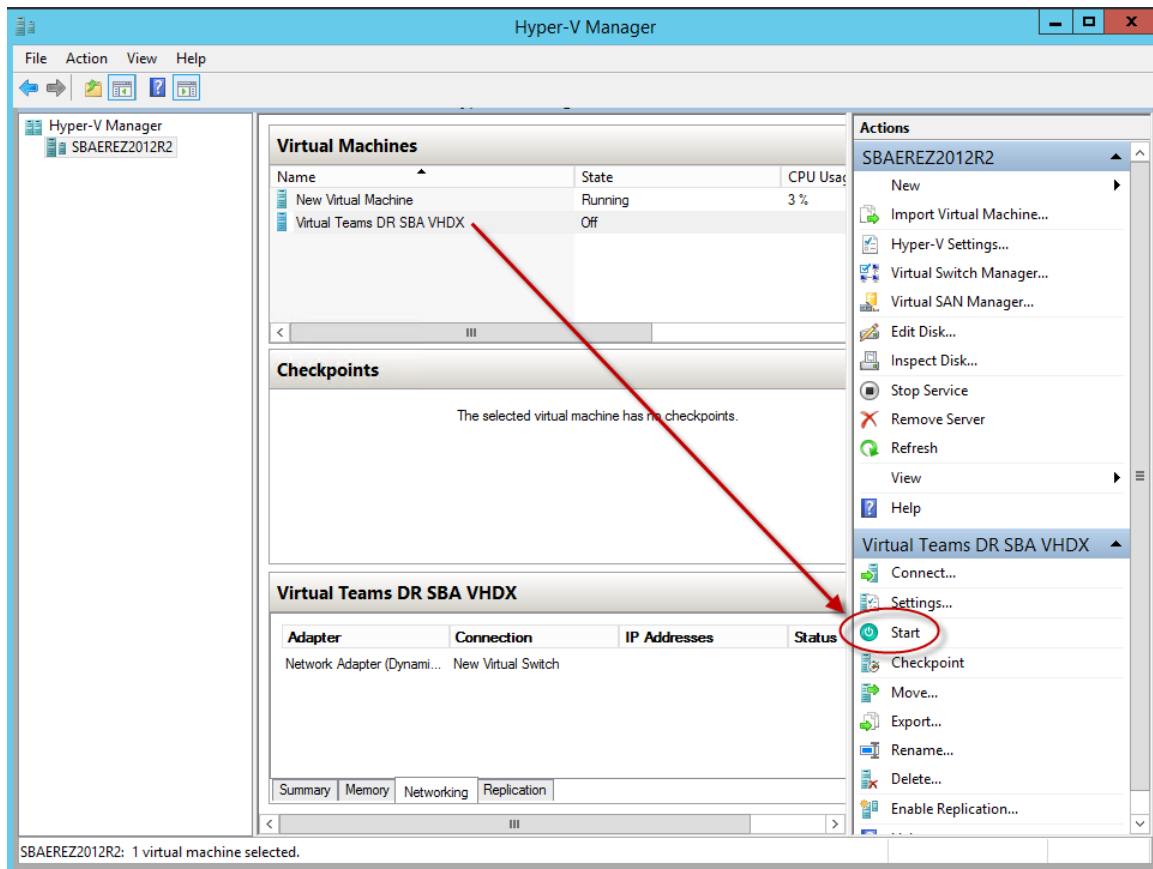 Hyper-V Manager
File Action View Help
Hyper-V Manager
SBAEREZ2012R2
Virtual Machines
Name State CPU Usag
New Virtual Machine Running 3 %
Virtual Teams DR SBA VHDX Off
Checkpoints
The selected virtual machine has no checkpoints.
Virtual Teams DR SBA VHDX
Adapter Connection IP Addresses Status
Network Adapter (Dynami... New Virtual Switch
Summary Memory Networking Replication
Actions
SBAEREZ2012R2
New
Import Virtual Machine...
Hyper-V Settings...
Virtual Switch Manager...
Virtual SAN Manager...
Edit Disk...
Inspect Disk...
Stop Service
Remove Server
Refresh
View
Help
Virtual Teams DR SBA VHDX
Connect...
Settings...
Start
Checkpoint
Move...
Export...
Rename...
Delete...
Enable Replication...
SBAEREZ2012R2: 1 virtual machine selected.